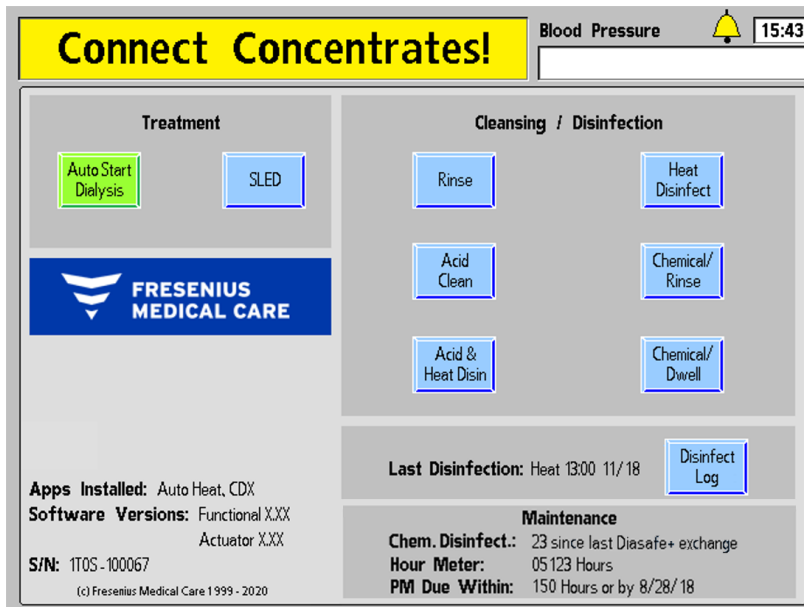 Connect Concentrates!
Blood Pressure
15:43
Treatment
Auto Start
Dialysis
SLED
Cleansing / Disinfection
Rinse
Heat
Disinfect
Acid
Clean
Chemical/
Rinse
Acid &
Heat Disin
Chemical/
Dwell
FRESENIUS
MEDICAL CARE
Last Disinfection: Heat 13:00 11/18
Disinfect
Log
Apps Installed: Auto Heat, CDX
Software Versions: Functional X.XX
Actuator X.XX
S/N: 1T0S-100067
(c) Fresenius Medical Care 1999 - 2020
Maintenance
Chem. Disinfect.: 23 since last Diasafe+ exchange
Hour Meter: 05123 Hours
PM Due Within: 150 Hours or by 8/28/18